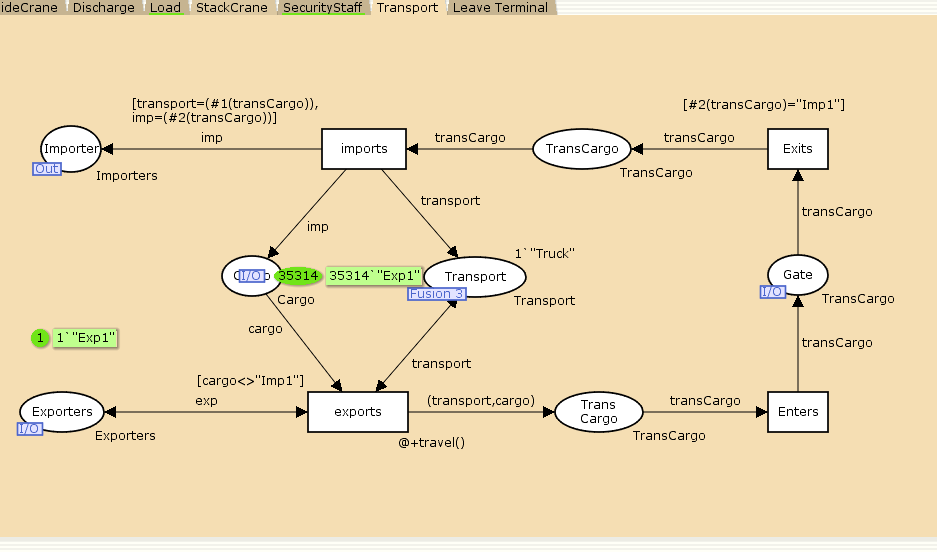 ideCrane Discharge Load StackCrane SecurityStaff Transport Leave Terminal
[transport=(#1(transCargo)),
imp=(#2(transCargo))]
[#2(transCargo)="Imp1"]
imp
transCargo
transCargo
Importer
imports
TransCargo
Exits
Out
Importers
TransCargo
transport
transCargo
imp
1`"Truck"
I/O
35314
35314`"Exp1"
Transport
Gate
Fusion 3
I/O
Cargo
Transport
TransCargo
cargo
1
1`"Exp1"
transCargo
transport
[cargo<>"Imp1"]
exp
(transport,cargo)
transCargo
Exporters
exports
Trans
Cargo
Enters
I/O
Exporters
@+travel()
TransCargo